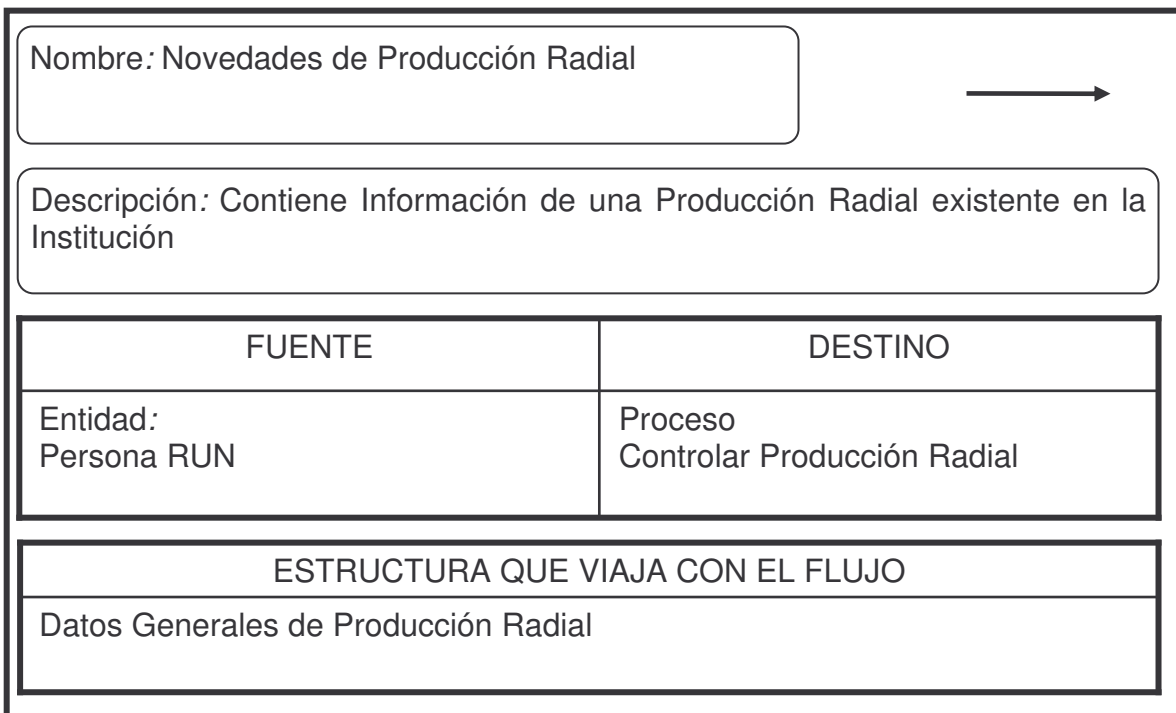 Nombre: Novedades de Producción Radial
Descripción: Contiene Información de una Producción Radial existente en la
Institución
FUENTE
DESTINO
Entidad:
Persona RUN
Proceso
Controlar Producción Radial
ESTRUCTURA QUE VIAJA CON EL FLUJO
Datos Generales de Producción Radial